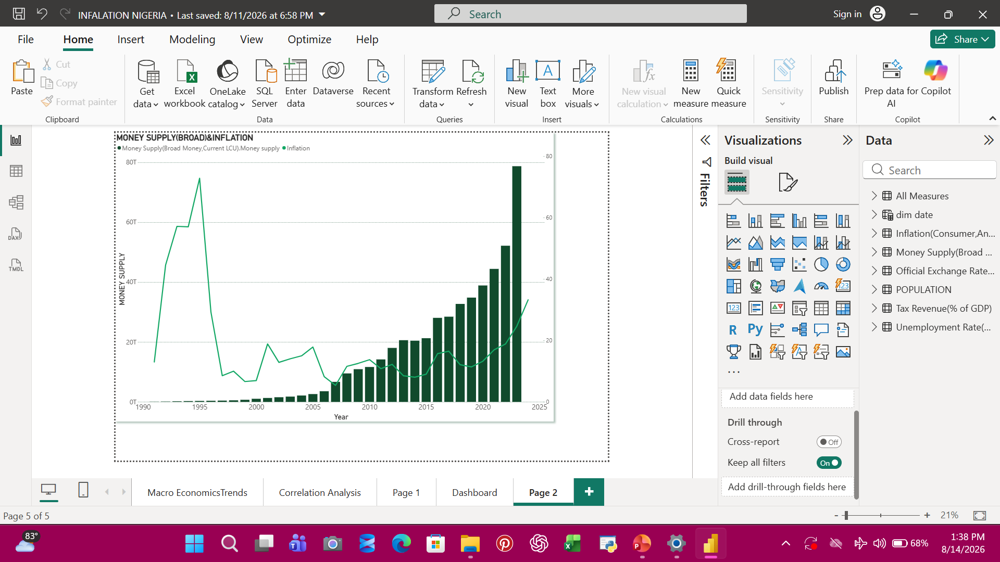 INFALATION NIGERIA • Last saved: 8/11/2026 at 6:58 PM
Search
Sign in
File
Home
Insert
Modeling
View
Optimize
Help
Share
Paste
Cut
Copy
Format painter
Clipboard
Get data
Excel workbook
OneLake catalog
SQL Server
Enter data
Dataverse
Recent sources
Data
Transform data
Refresh
Queries
New visual
Text box
More visuals
Insert
New visual calculation
New measure
Quick measure
Calculations
Sensitivity
Sensitivity
Publish
Share
Prep data for AI
Copilot
Copilot
DAX
TMDL
MONEY SUPPLY(BROAD)&INFLATION
Money Supply(Broad Money,Current LCU).Money supply
Inflation
80T
60T
40T
20T
0T
MONEY SUPPLY
80
60
40
20
0
1990
1995
2000
2005
2010
2015
2020
2025
Year
Filters
Visualizations
Build visual
123
123
R
Py
...
Add data fields here
Drill through
Cross-report
Off
Keep all filters
On
Add drill-through fields here
Data
Search
All Measures
dim date
Inflation(Consumer,An...
Money Supply(Broad ...
Official Exchange Rate...
POPULATION
Tax Revenue(% of GDP)
Unemployment Rate(...
Macro EconomicsTrends
Correlation Analysis
Page 1
Dashboard
Page 2
+
Page 5 of 5
- + 21%
83°
68%
1:38 PM
8/14/2026